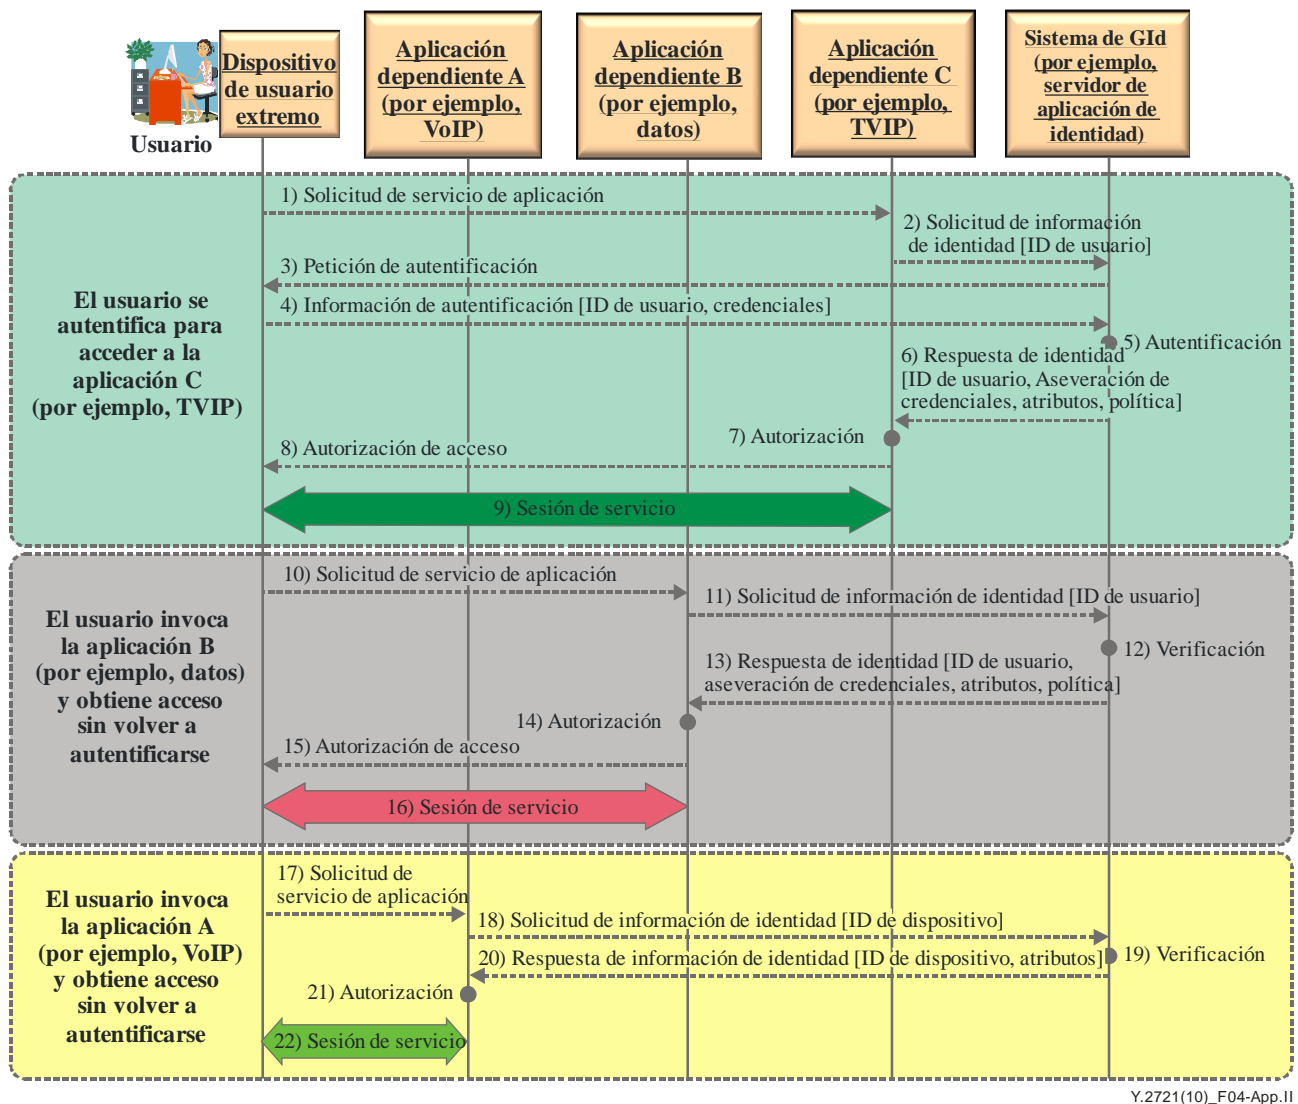 Usuario
Dispositivo
de usuario
extremo
Aplicación
dependiente A
(por ejemplo,
VoIP)
Aplicación
dependiente B
(por ejemplo,
datos)
Aplicación
dependiente C
(por ejemplo,
TVIP)
Sistema de GId
(por ejemplo,
servidor de
aplicación de
identidad)
El usuario se
autentifica para
acceder a la
aplicación C
(por ejemplo, TVIP)
1) Solicitud de servicio de aplicación
2) Solicitud de información
de identidad [ID de usuario]
3) Petición de autentificación
4) Información de autentificación [ID de usuario, credenciales]
5) Autentificación
6) Respuesta de identidad
[ID de usuario, Aseveración de
credenciales, atributos, política]
7) Autorización
8) Autorización de acceso
9) Sesión de servicio
El usuario invoca
la aplicación B
(por ejemplo, datos)
y obtiene acceso
sin volver a
autentificarse
10) Solicitud de servicio de aplicación
11) Solicitud de información de identidad [ID de usuario]
12) Verificación
13) Respuesta de identidad [ID de usuario,
aseveración de credenciales, atributos, política]
14) Autorización
15) Autorización de acceso
16) Sesión de servicio
El usuario invoca
la aplicación A
(por ejemplo, VoIP)
y obtiene acceso
sin volver a
autentificarse
17) Solicitud de
servicio de aplicación
18) Solicitud de información de identidad [ID de dispositivo]
19) Verificación
20) Respuesta de información de identidad [ID de dispositivo, atributos]
21) Autorización
22) Sesión de servicio
Y.2721(10)_F04-App.II